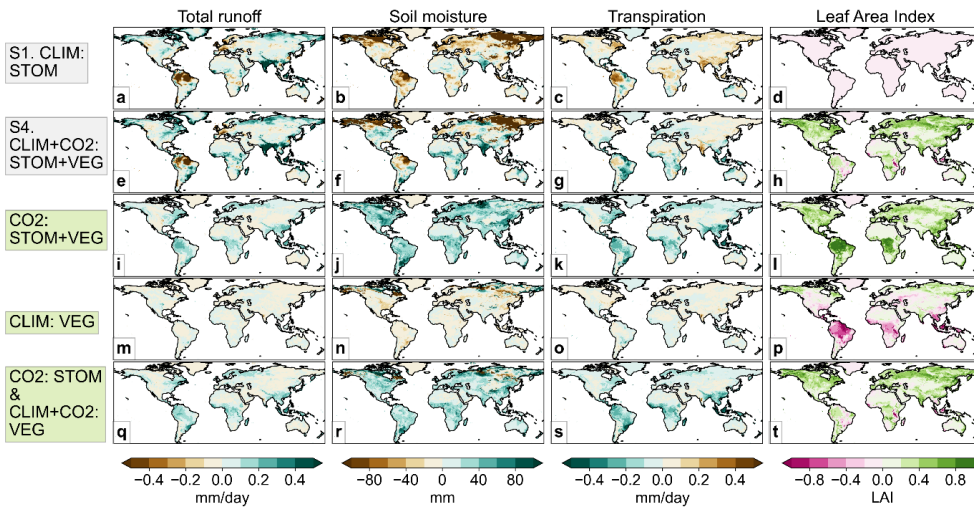 Total runoff
Soil moisture
Transpiration
Leaf Area Index
S1. CLIM:
STOM
a
b
c
d
S4.
CLIM+CO2:
STOM+VEG
e
f
g
h
CO2:
STOM+VEG
i
j
k
l
CLIM: VEG
m
n
o
p
CO2: STOM
&
CLIM+CO2:
VEG
q
r
s
t
−0.4 −0.2 0.0 0.2 0.4
mm/day
−80 −40 0 40 80
mm
−0.4 −0.2 0.0 0.2 0.4
mm/day
−0.8 −0.4 0.0 0.4 0.8
LAI